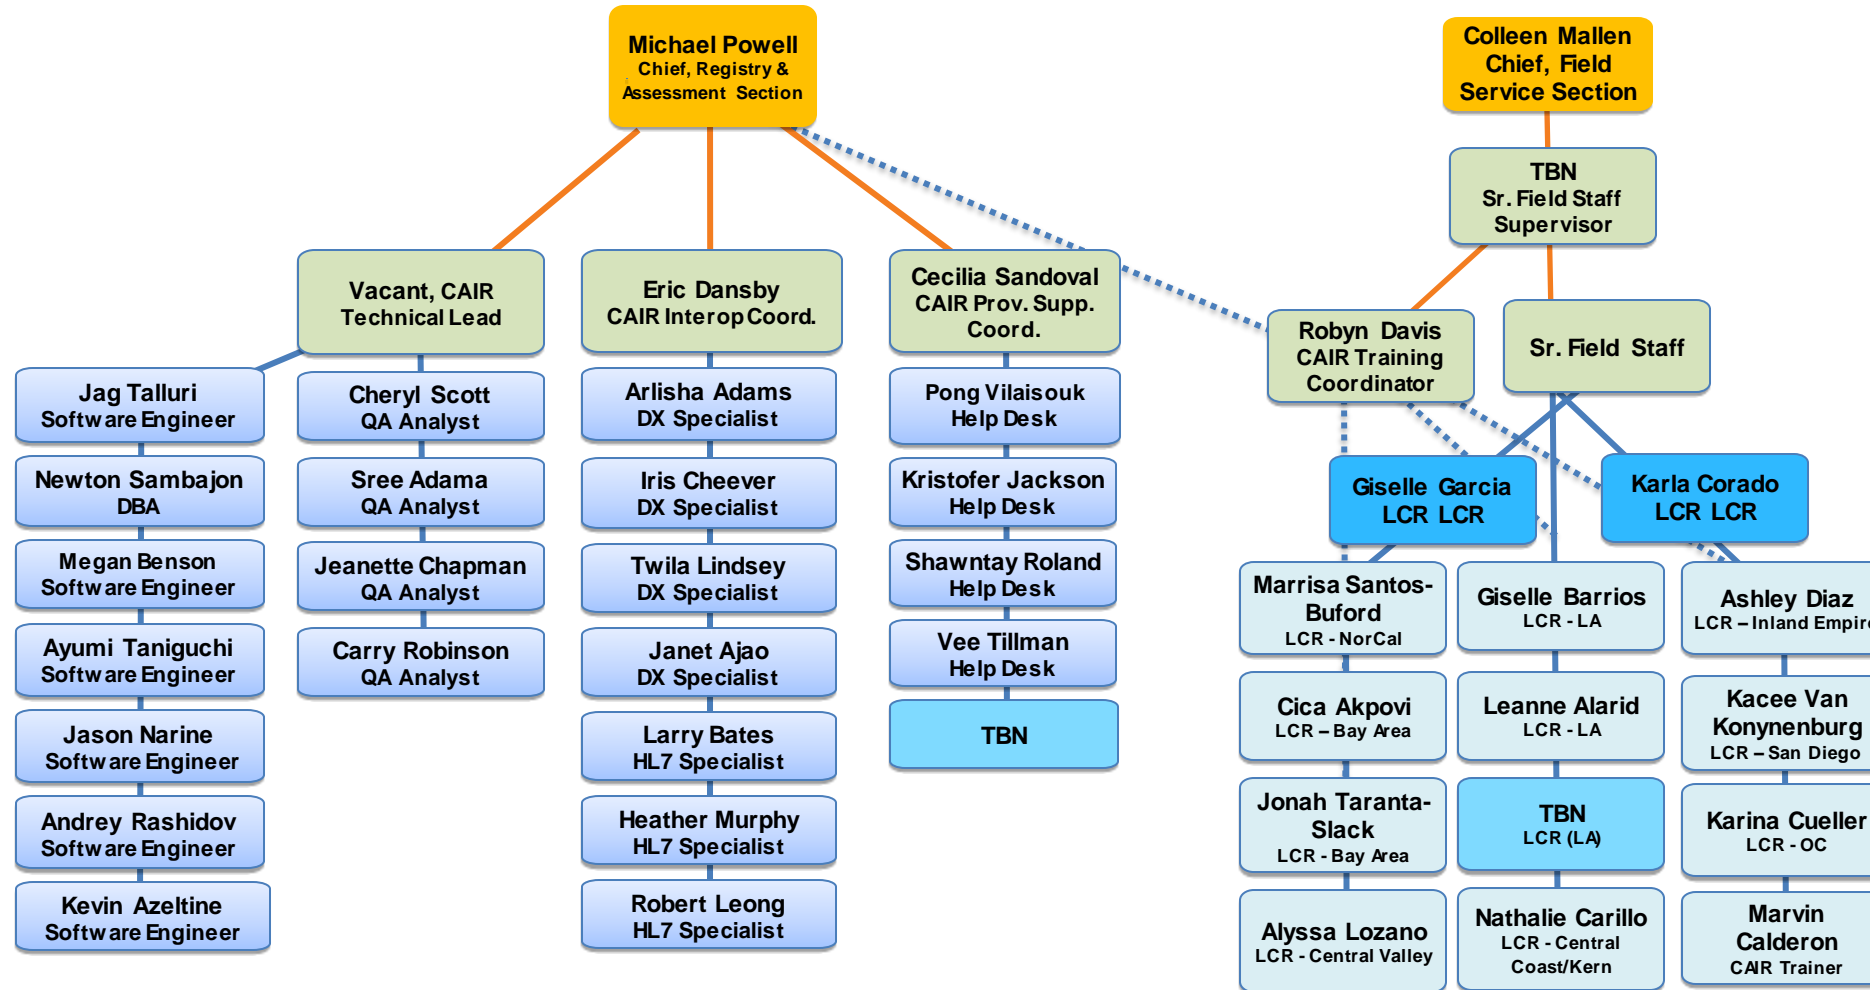 Michael Powell
Chief, Registry &
Assessment Section
Colleen Mallen
Chief, Field
Service Section
TBN
Sr. Field Staff
Supervisor
Vacant, CAIR
Technical Lead
Eric Dansby
CAIR Interop Coord.
Cecilia Sandoval
CAIR Prov. Supp.
Coord.
Robyn Davis
CAIR Training
Coordinator
Sr. Field Staff
Jag Talluri
Software Engineer
Newton Sambajon
DBA
Megan Benson
Software Engineer
Ayumi Taniguchi
Software Engineer
Jason Narine
Software Engineer
Andrey Rashidov
Software Engineer
Kevin Azeltine
Software Engineer
Cheryl Scott
QA Analyst
Sree Adama
QA Analyst
Jeanette Chapman
QA Analyst
Carry Robinson
QA Analyst
Arlisha Adams
DX Specialist
Iris Cheever
DX Specialist
Twila Lindsey
DX Specialist
Janet Ajao
DX Specialist
Larry Bates
HL7 Specialist
Heather Murphy
HL7 Specialist
Robert Leong
HL7 Specialist
Pong Vilaisouk
Help Desk
Kristofer Jackson
Help Desk
Shawntay Roland
Help Desk
Vee Tillman
Help Desk
TBN
Giselle Garcia
LCR LCR
Karla Corado
LCR LCR
Marrisa Santos-
Buford
LCR - NorCal
Cica Akpovi
LCR – Bay Area
Jonah Taranta-
Slack
LCR - Bay Area
Alyssa Lozano
LCR - Central Valley
Giselle Barrios
LCR - LA
Leanne Alarid
LCR - LA
TBN
LCR (LA)
Nathalie Carillo
LCR - Central
Coast/Kern
Ashley Diaz
LCR – Inland Empire
Kacee Van
Konynenburg
LCR – San Diego
Karina Cueller
LCR - OC
Marvin
Calderon
CAIR Trainer